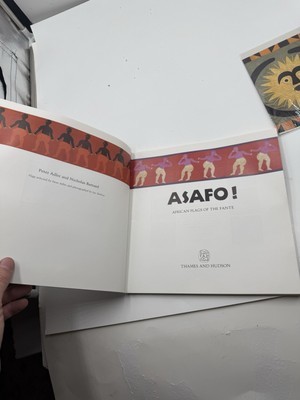 Peter Adler and Nicholas Barnard
ASAFO!
AFRICAN FLAGS OF THE FANTE
THAMES AND HUDSON